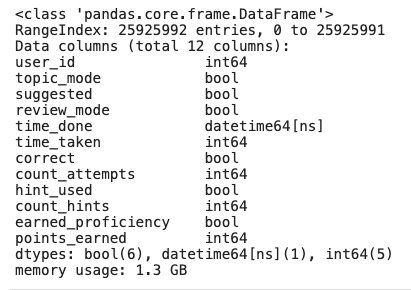 <class 'pandas.core.frame.DataFrame'>
RangeIndex: 25925992 entries, 0 to 25925991
Data columns (total 12 columns):
user_id               int64
topic_mode            bool
suggested             bool
review_mode           bool
time_done             datetime64[ns]
time_taken            int64
correct               bool
count_attempts        int64
hint_used             bool
count_hints           int64
earned_proficiency    bool
points_earned         int64
dtypes: bool(6), datetime64[ns](1), int64(5)
memory usage: 1.3 GB